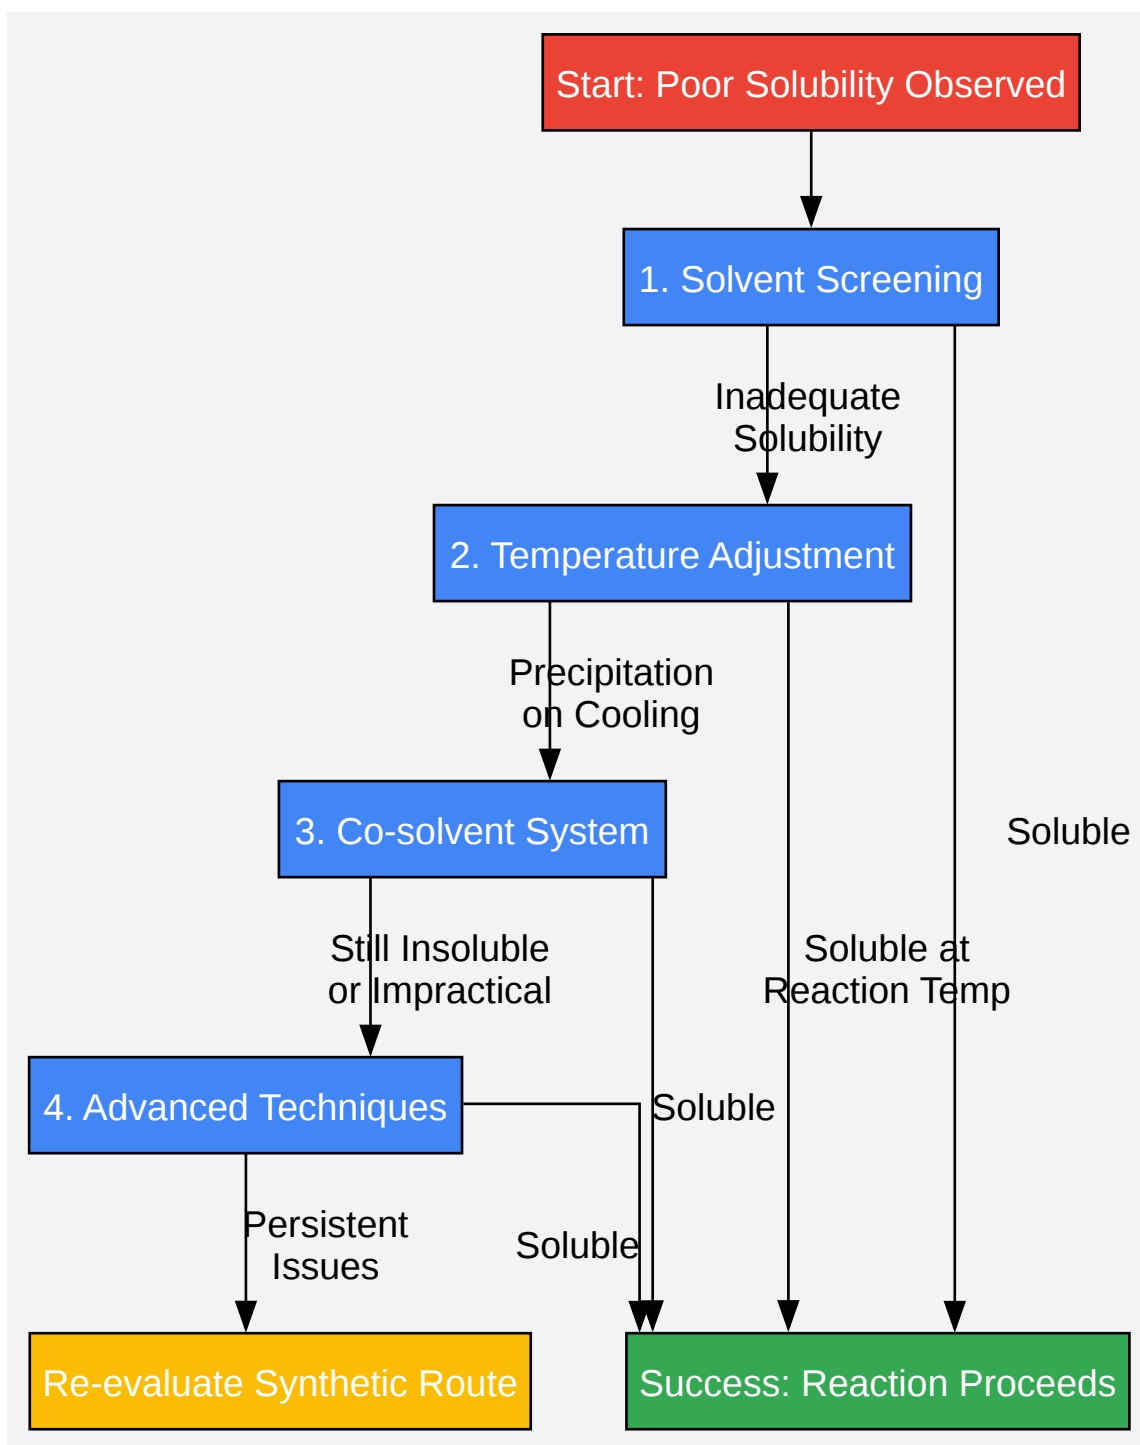 Start: Poor Solubility Observed
1. Solvent Screening
Inadequate
Solubility
2. Temperature Adjustment
Precipitation
on Cooling
3. Co-solvent System
Soluble
Still Insoluble
or Impractical
Soluble at
Reaction Temp
4. Advanced Techniques
Soluble
Persistent
Issues
Soluble
Re-evaluate Synthetic Route
Success: Reaction Proceeds